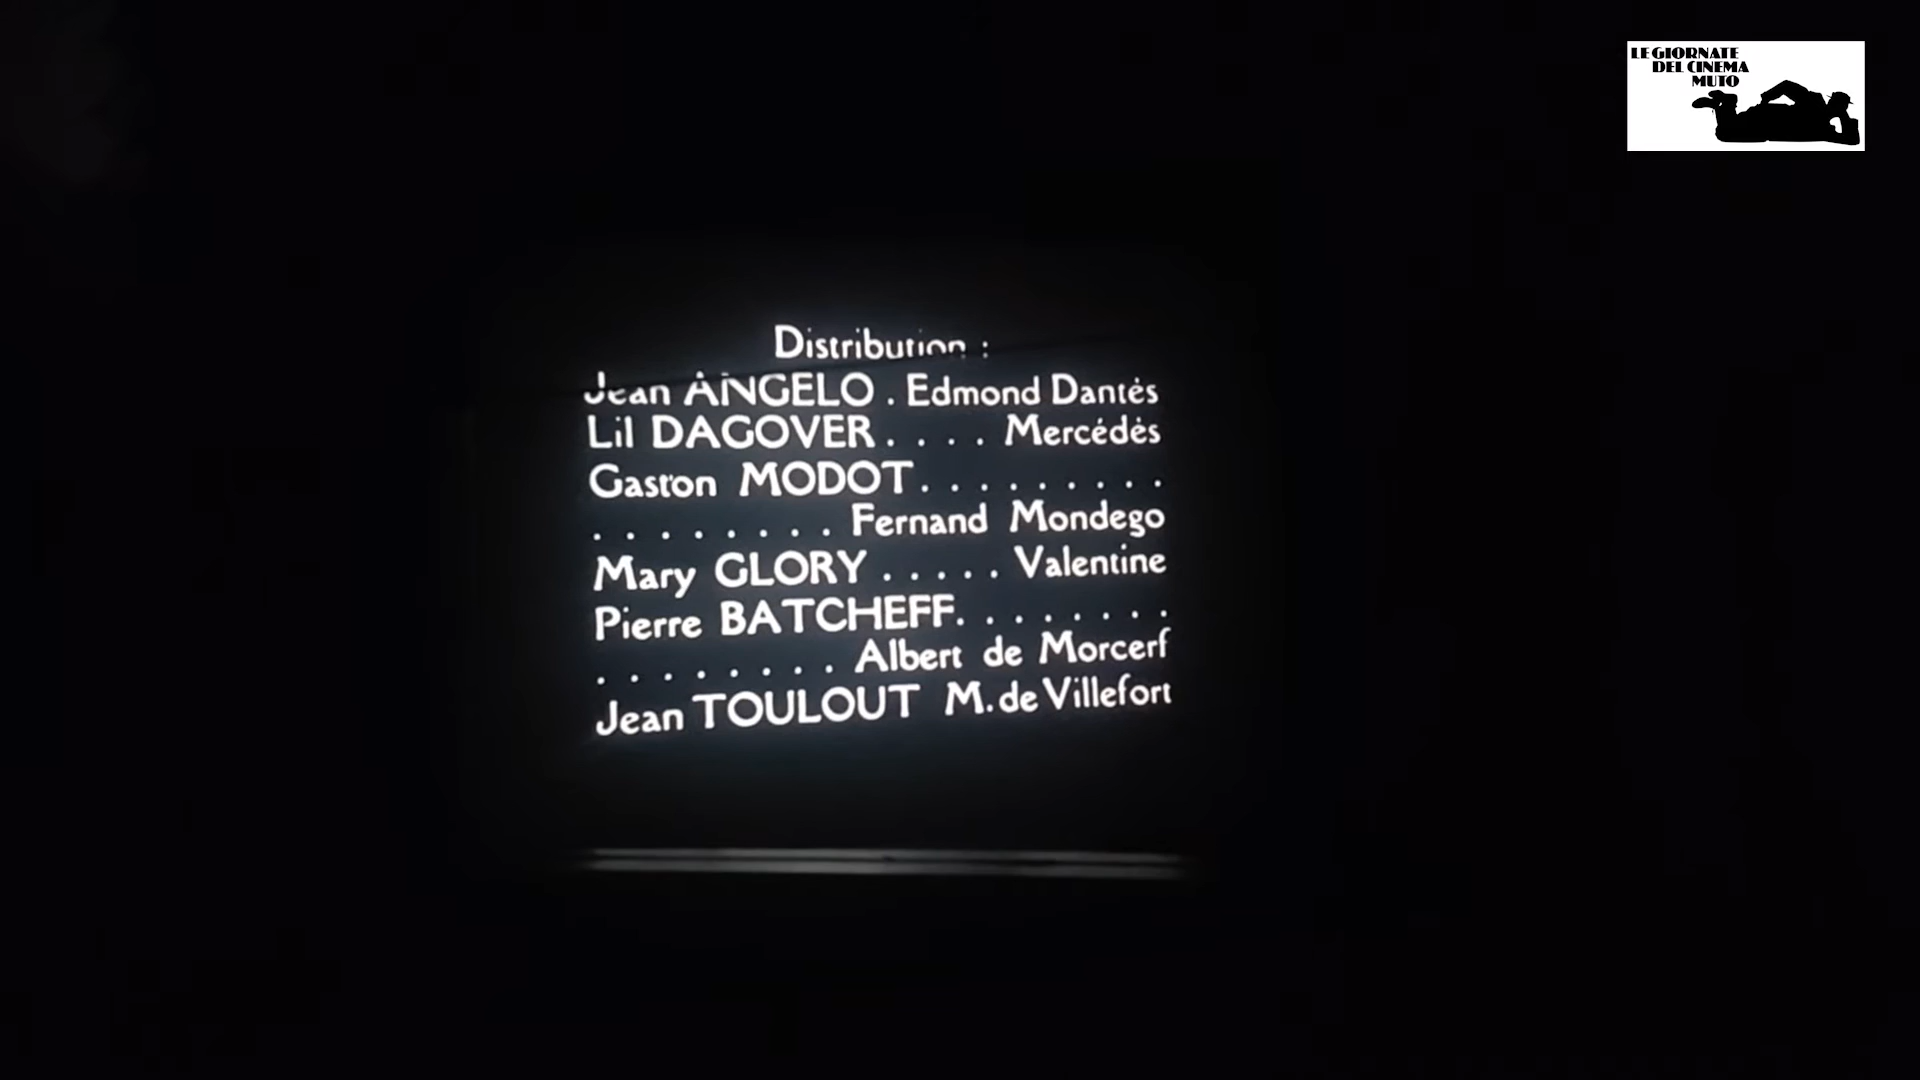 LE GIORNATE
DEL CINEMA
MUTO
Distribution :
Jean ANGELO . Edmond Dantès
Lil DAGOVER . . . . Mercédès
Gaston MODOT . . . . . . . . .
. . . . . . . . Fernand Mondego
Mary GLORY . . . . . Valentine
Pierre BATCHEFF. . . . . . . .
. . . . . . . . Albert de Morcerf
Jean TOULOUT M. de Villefort